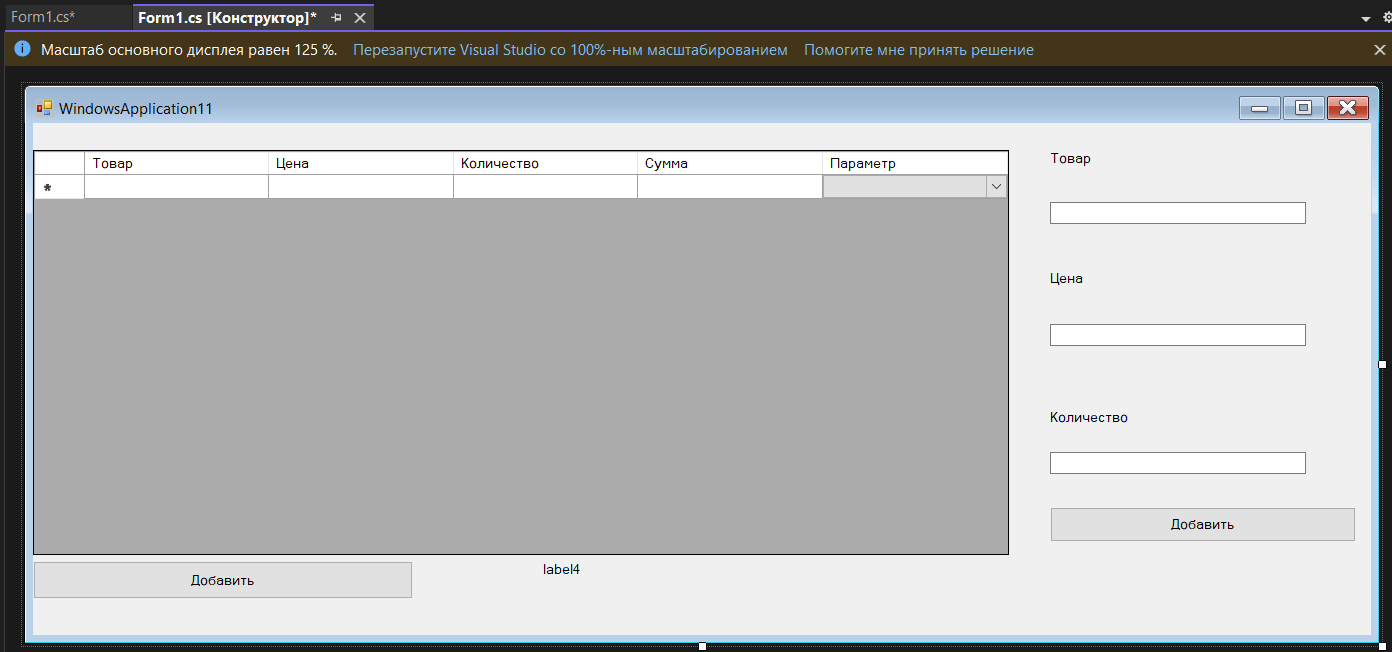 Form1.cs*
Form1.cs [Конструктор]*
Масштаб основного дисплея равен 125 %. Перезапустите Visual Studio со 100%-ным масштабированием Помогите мне принять решение
WindowsApplication11
Товар Цена Количество Сумма Параметр
*
Товар
Цена
Количество
Добавить
label4
Добавить